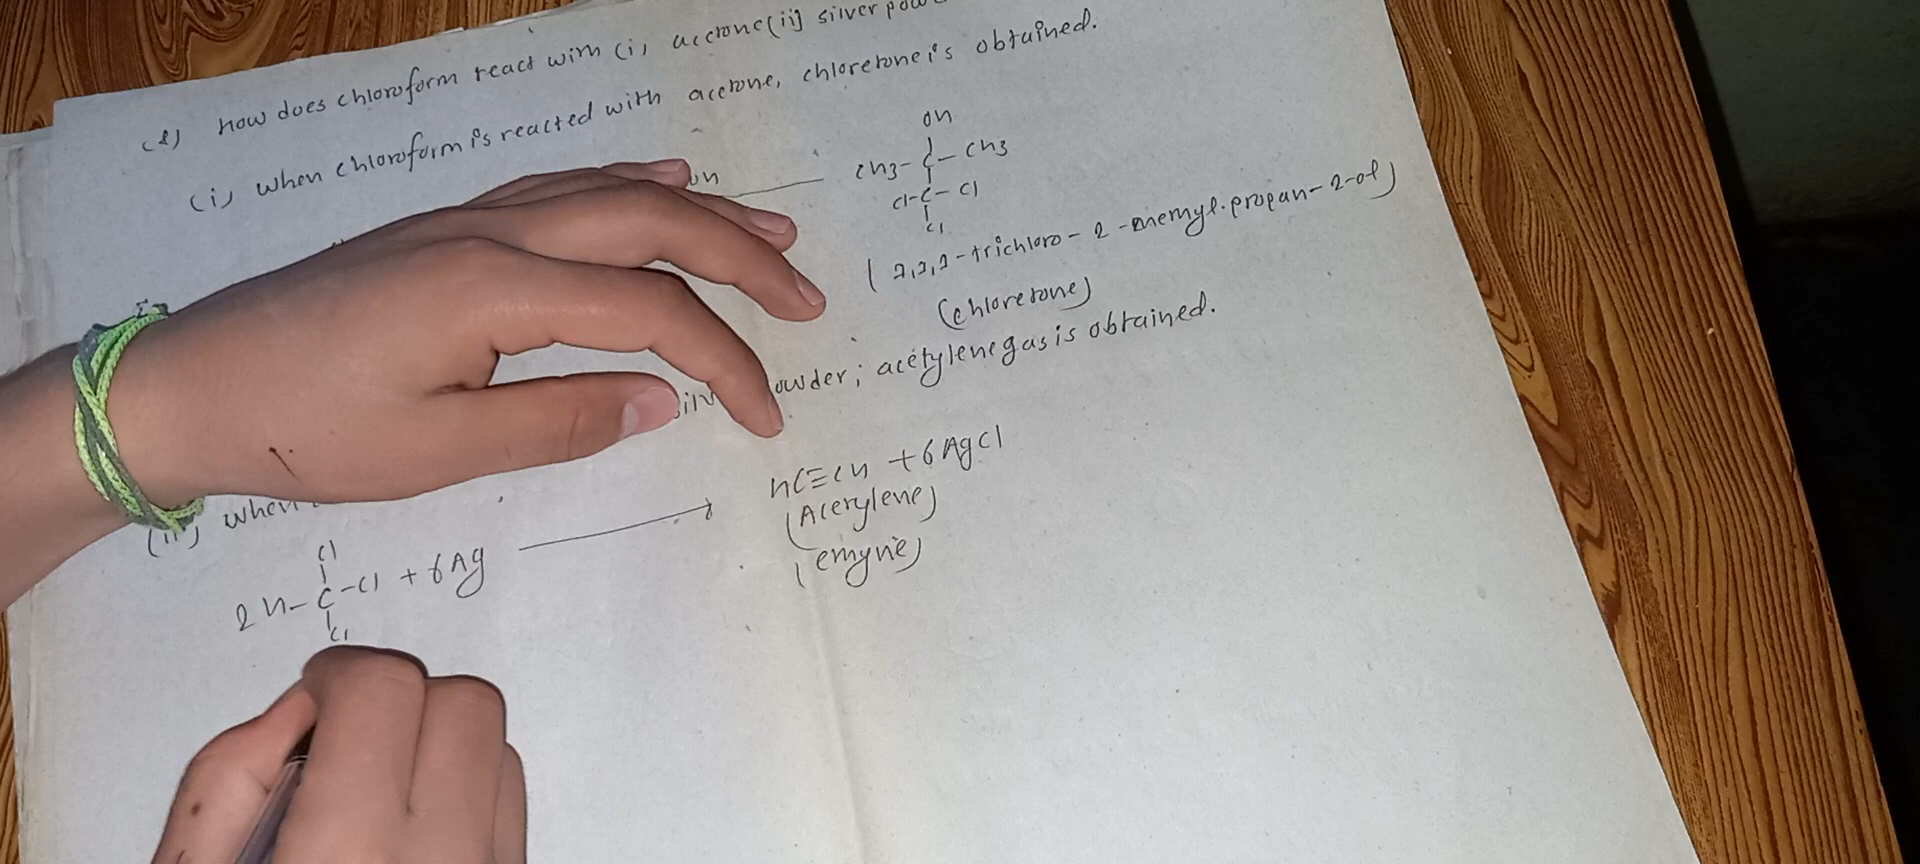 (l) how does chloroform react with (i) acetone (ii) silver
(i) when chloroform is reacted with acetone, chloretone is obtained.
OH
CH3-C-CH3
Cl-C-Cl
Cl
(1,1,1-trichloro-2-methyl-propan-2-ol)
(chloretone)
(ii) when silv owder; acetylene gas is obtained.
Cl
2H-C-Cl + 6Ag → HC≡CH + 6AgCl
Cl
(Acetylene)
(ethyne)